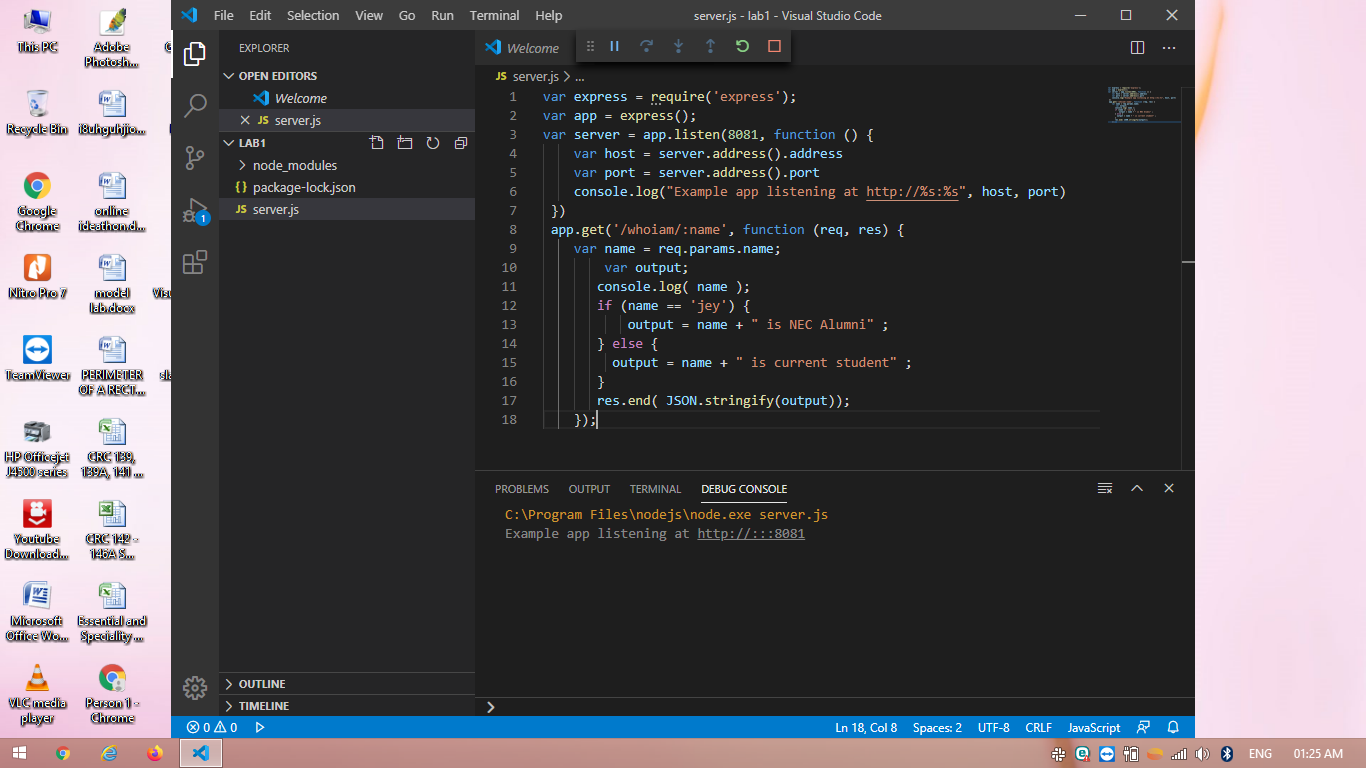 This PC
Adobe
Photosh...
Recycle Bin
i8uhguhjio...
Google
Chrome
online
ideathon.d...
Nitro Pro 7
model
lab.docx
TeamViewer
PERIMETER
OF A RECT...
HP Officejet
J4500 series
CRC 139,
139A, 141 ...
Youtube
Download...
CRC 142 -
146A S...
Microsoft
Office Wo...
Essential and
Speciality ...
VLC media
player
Person 1 -
Chrome
File Edit Selection View Go Run Terminal Help
server.js - lab1 - Visual Studio Code
EXPLORER
OPEN EDITORS
Welcome
JS server.js
LAB1
node_modules
{} package-lock.json
JS server.js
1
OUTLINE
TIMELINE
Welcome
JS server.js > ...
1 var express = require('express');
2 var app = express();
3 var server = app.listen(8081, function () {
4 var host = server.address().address
5 var port = server.address().port
6 console.log("Example app listening at http://%s:%s", host, port)
7 })
8 app.get('/whoiam/:name', function (req, res) {
9 var name = req.params.name;
10 var output;
11 console.log( name );
12 if (name == 'jey') {
13 output = name + " is NEC Alumni" ;
14 } else {
15 output = name + " is current student" ;
16 }
17 res.end( JSON.stringify(output));
18 });
PROBLEMS OUTPUT TERMINAL DEBUG CONSOLE
C:\Program Files\nodejs\node.exe server.js
Example app listening at http://:::8081
0 0
Ln 18, Col 8 Spaces: 2 UTF-8 CRLF JavaScript
ENG 01:25 AM